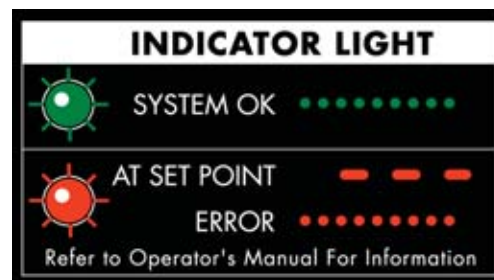 INDICATOR LIGHT
SYSTEM OK
AT SET POINT
ERROR
Refer to Operator's Manual For Information